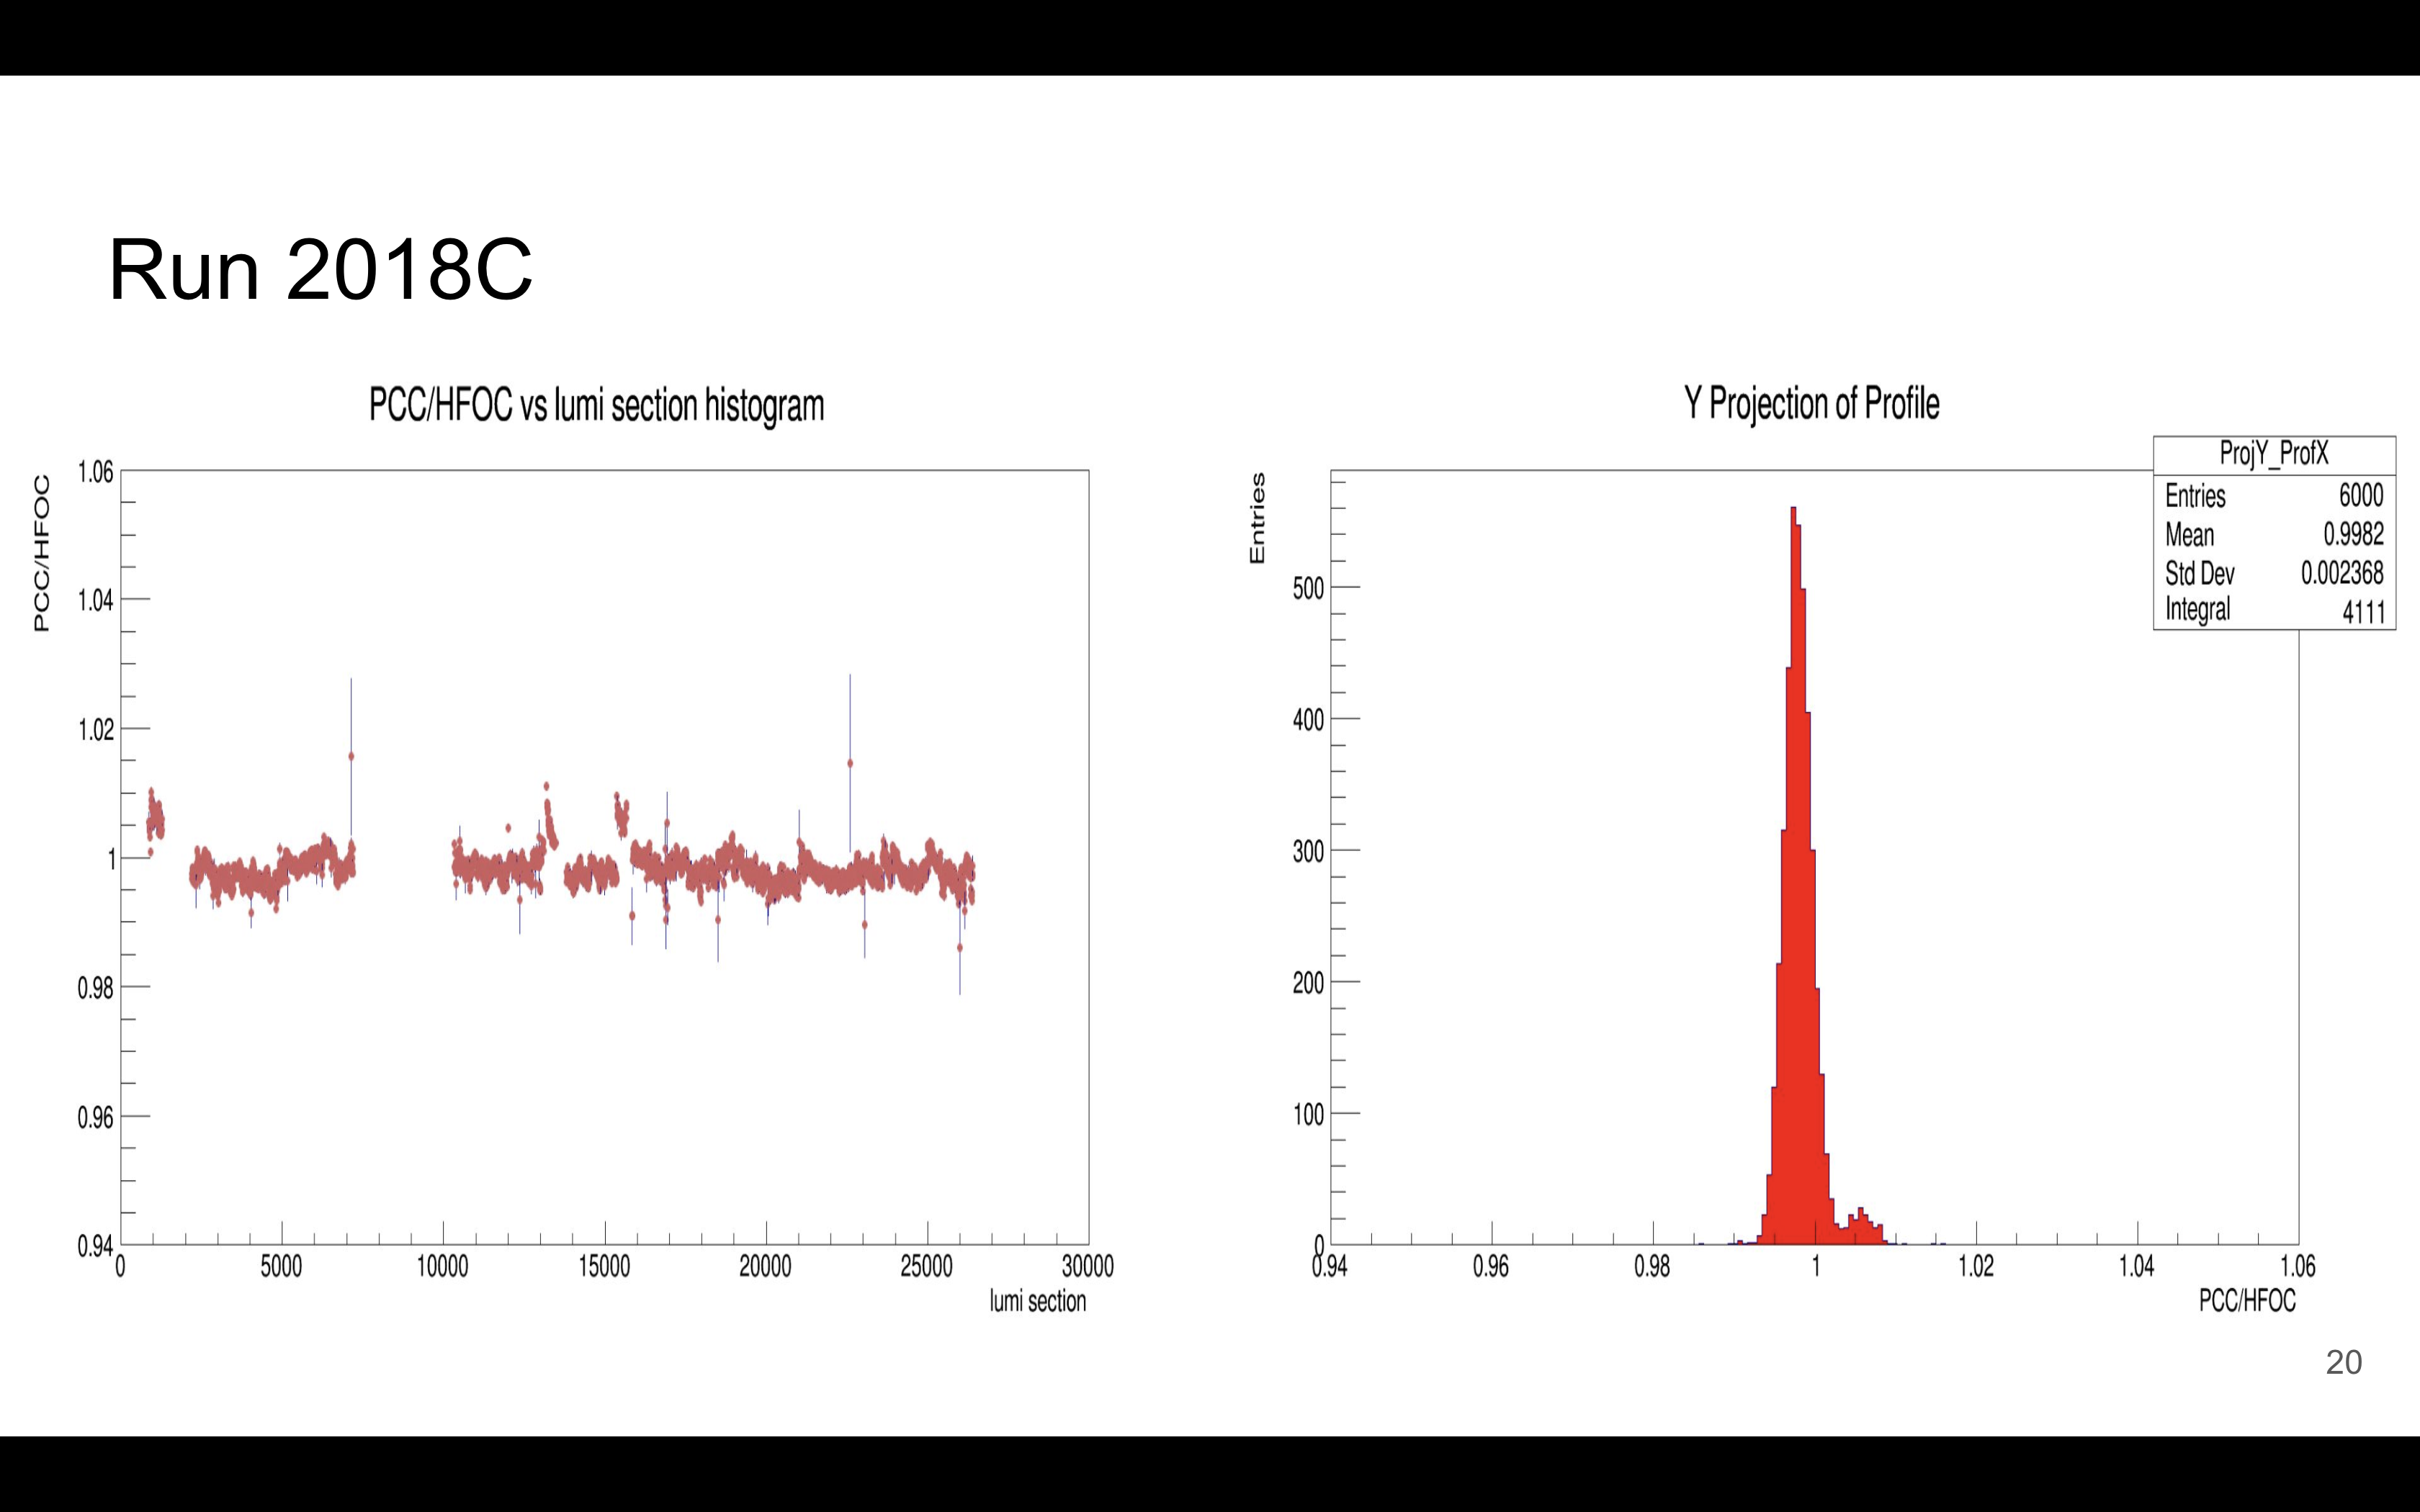 Run 2018C
PCC/HFOC vs lumi section histogram
PCC/HFOC
1.06
1.04
1.02
1
0.98
0.96
0.94
0 5000 10000 15000 20000 25000 30000
lumi section
Y Projection of Profile
ProjY_ProfX
Entries 6000
Mean 0.9982
Std Dev 0.002368
Integral 4111
Entries
500
400
300
200
100
0
0.94 0.96 0.98 1 1.02 1.04 1.06
PCC/HFOC
20